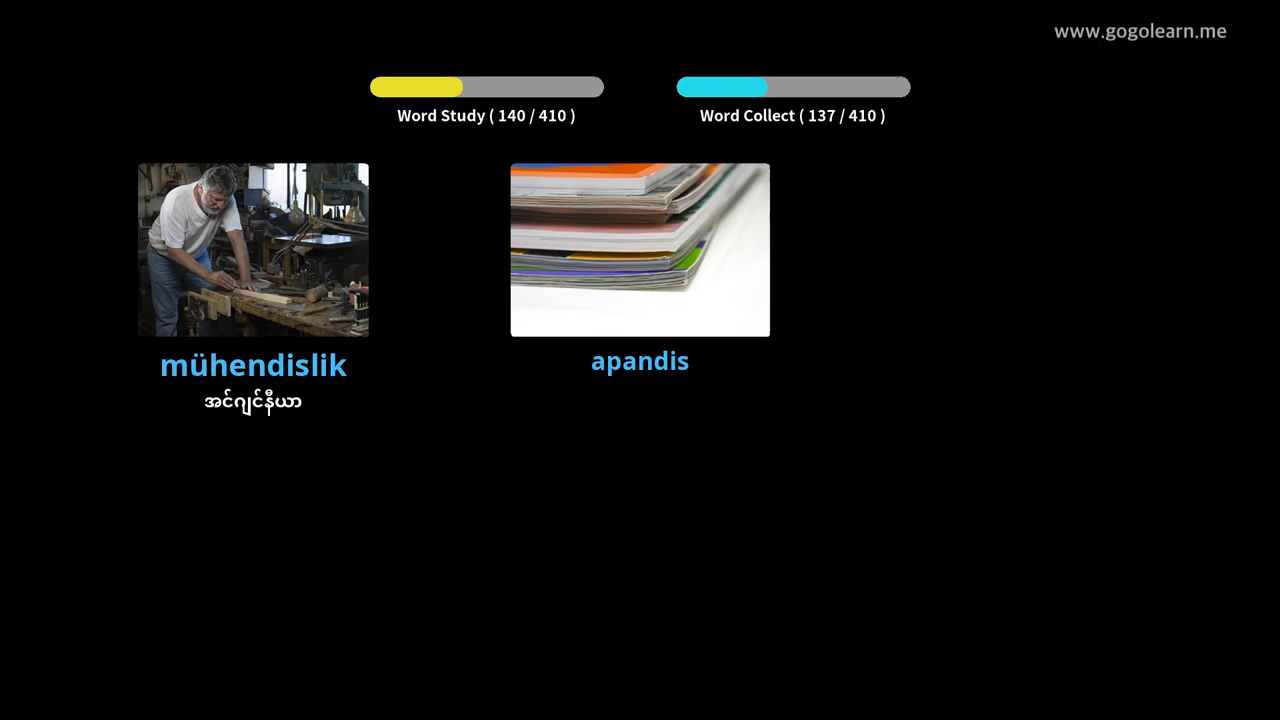 www.gogolearn.me
Word Study ( 140 / 410 )
Word Collect ( 137 / 410 )
mühendislik
အင်ဂျင်နီယာ
apandis